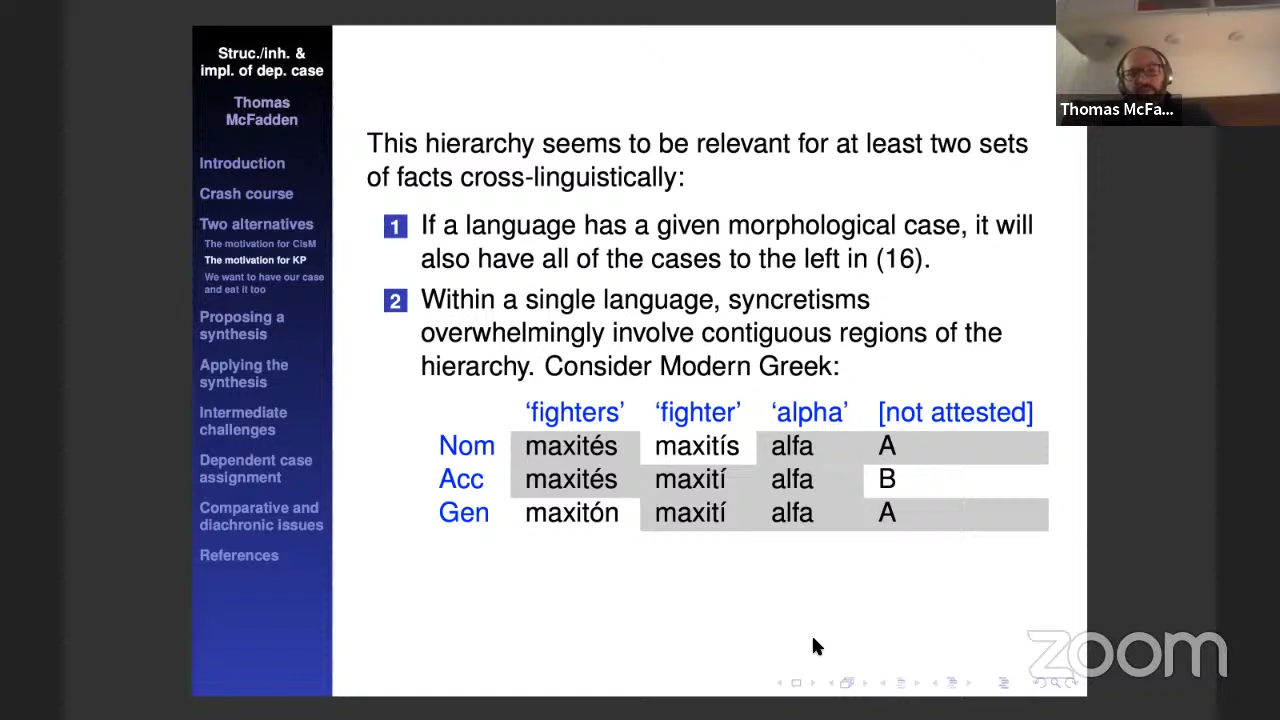 Struc./inh. &
impl. of dep. case
Thomas
McFadden
Introduction
Crash course
Two alternatives
The motivation for ClsM
The motivation for KP
We want to have our case
and eat it too
Proposing a
synthesis
Applying the
synthesis
Intermediate
challenges
Dependent case
assignment
Comparative and
diachronic issues
References
This hierarchy seems to be relevant for at least two sets
of facts cross-linguistically:
1 If a language has a given morphological case, it will
also have all of the cases to the left in (16).
2 Within a single language, syncretisms
overwhelmingly involve contiguous regions of the
hierarchy. Consider Modern Greek:
‘fighters’ ‘fighter’ ‘alpha’ [not attested]
Nom maxités maxitís alfa A
Acc maxités maxití alfa B
Gen maxitón maxití alfa A
Thomas McFa...
zoom